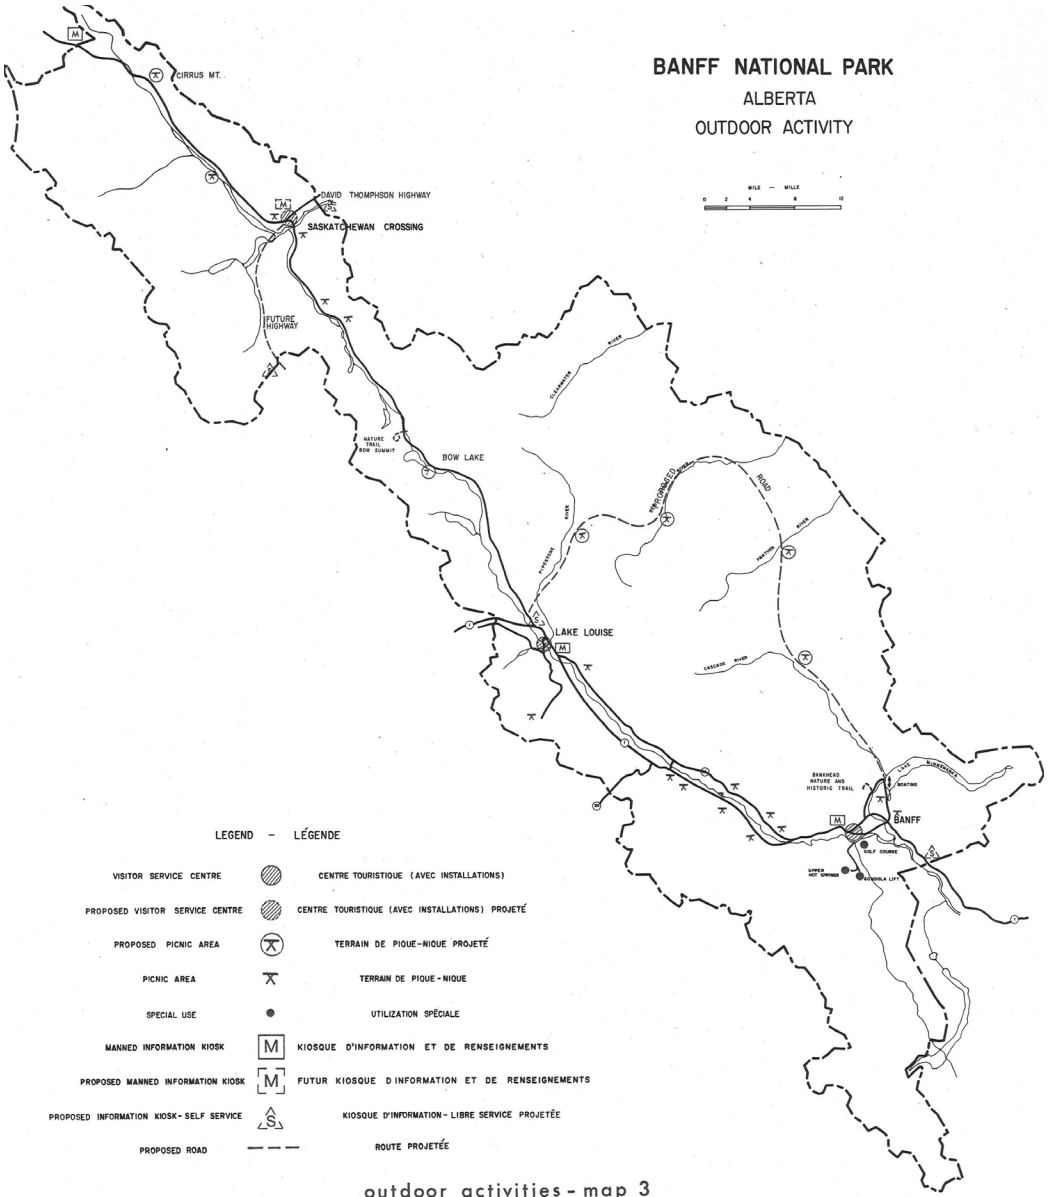 BANFF NATIONAL PARK
ALBERTA
OUTDOOR ACTIVITY
MILE — MILLE
0 2 4 8 12
M
CIRRUS MT.
DAVID THOMPHSON HIGHWAY
M
S
SASKATCHEWAN CROSSING
FUTURE
HIGHWAY
S
CLEARWATER RIVER
NATURE
TRAIL
BOW SUMMIT
BOW LAKE
PROPOSED ROAD
RED RIVER
PIPESTONE RIVER
PANTHER RIVER
S
LAKE LOUISE
M
1
CASCADE RIVER
1
BANKHEAD
NATURE AND
HISTORIC TRAIL
LAKE MINNEWANKA
BOATING
M
BANFF
GOLF COURSE
S
UPPER
HOT SPRINGS
GONDOLA LIFT
1
LEGEND – LÉGENDE
VISITOR SERVICE CENTRE CENTRE TOURISTIQUE (AVEC INSTALLATIONS)
PROPOSED VISITOR SERVICE CENTRE CENTRE TOURISTIQUE (AVEC INSTALLATIONS) PROJETÉ
PROPOSED PICNIC AREA TERRAIN DE PIQUE-NIQUE PROJETÉ
PICNIC AREA TERRAIN DE PIQUE-NIQUE
SPECIAL USE UTILIZATION SPÉCIALE
MANNED INFORMATION KIOSK M KIOSQUE D'INFORMATION ET DE RENSEIGNEMENTS
PROPOSED MANNED INFORMATION KIOSK M FUTUR KIOSQUE D'INFORMATION ET DE RENSEIGNEMENTS
PROPOSED INFORMATION KIOSK-SELF SERVICE S KIOSQUE D'INFORMATION-LIBRE SERVICE PROJETÉE
PROPOSED ROAD ROUTE PROJETÉE
outdoor activities - map 3